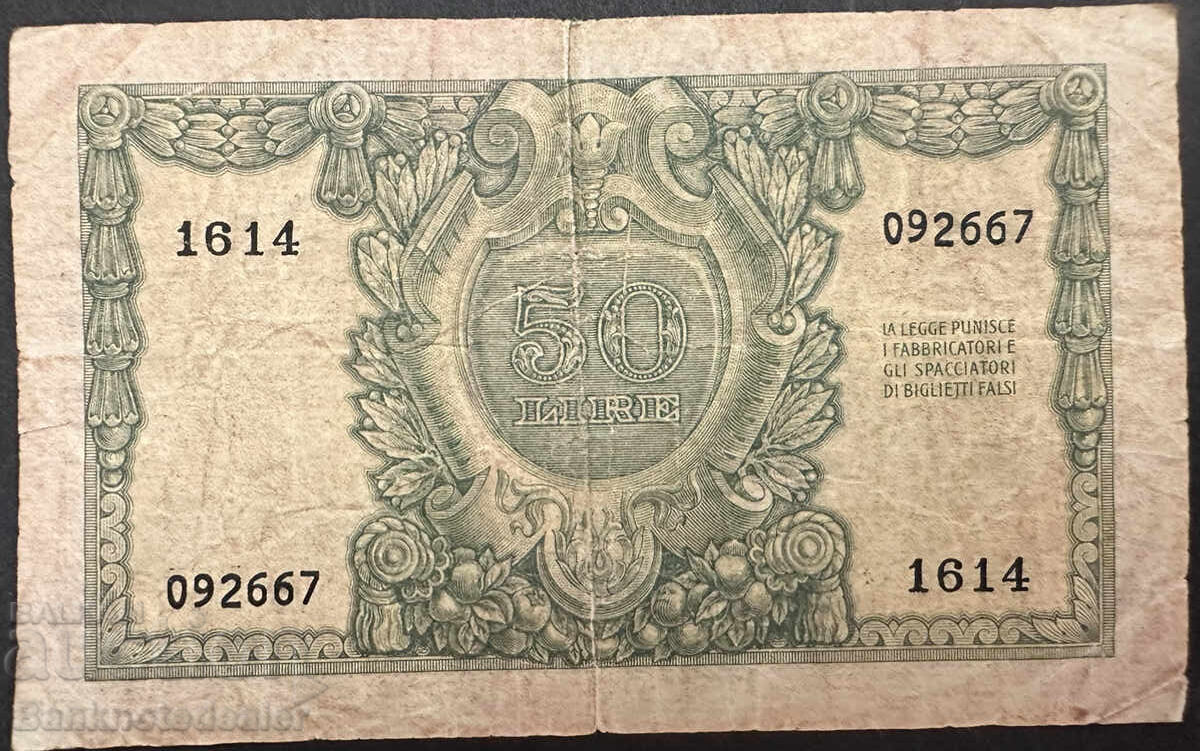 1614
092667
50
LIRE
LA LEGGE PUNISCE
I FABBRICATORI E
GLI SPACCIATORI
DI BIGLIETTI FALSI
092667
1614
Banknotedealer